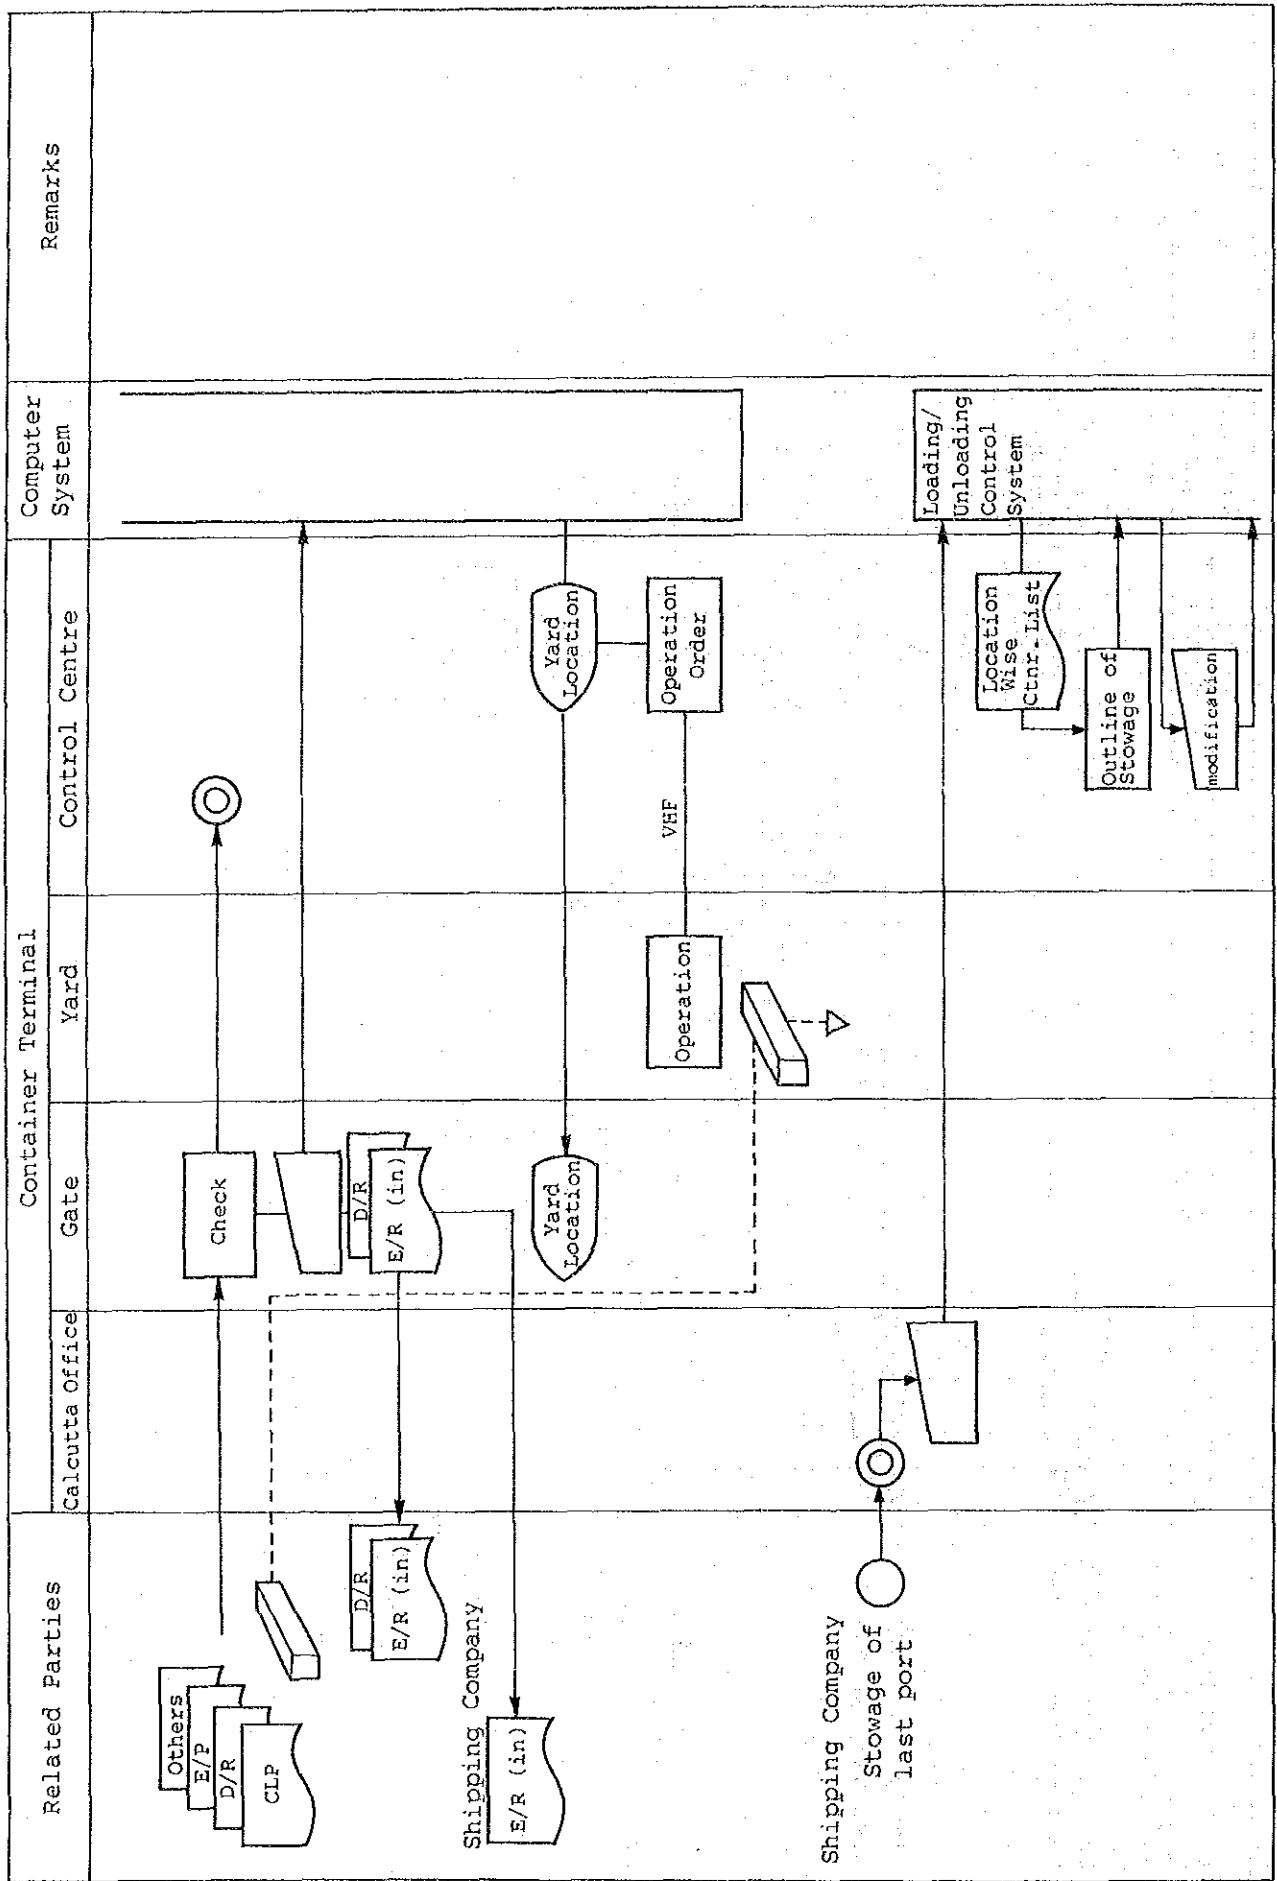 Related Parties
Container Terminal
Computer
System
Remarks
Calcutta Office
Gate
Yard
Control Centre
Others
E/P
D/R
CLP
Check
D/R
E/R (in)
D/R
E/R (in)
Shipping Company
E/R (in)
Yard
Location
Yard
Location
Operation
VHF
Operation
Order
Shipping Company
Stowage of
last port
Loading/
Unloading
Control
System
Location
Wise
Ctnr. List
Outline of
Stowage
modification